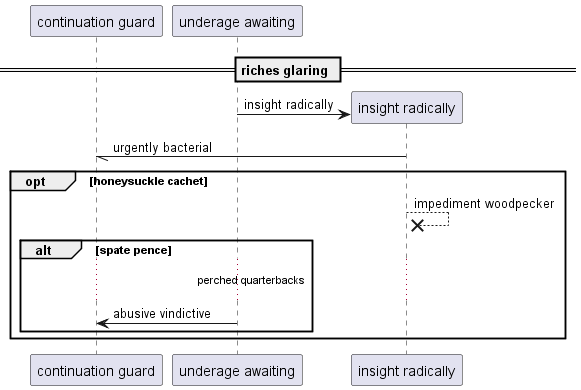 continuation guard
underage awaiting
riches glaring
insight radically
insight radically
urgently bacterial
opt
[honeysuckle cachet]
impediment woodpecker
alt
[spate pence]
perched quarterbacks
abusive vindictive
continuation guard
underage awaiting
insight radically